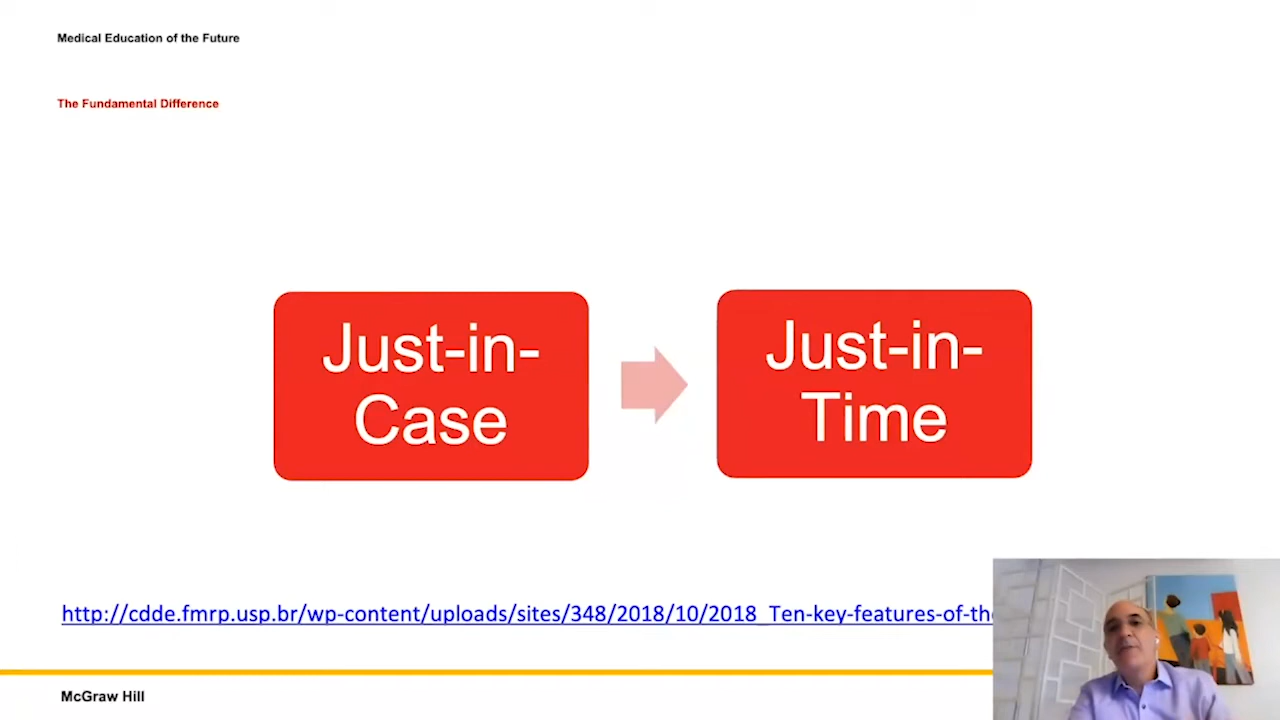 Medical Education of the Future
The Fundamental Difference
Just-in-
Case
Just-in-
Time
http://cdde.fmrp.usp.br/wp-content/uploads/sites/348/2018/10/2018_Ten-key-features-of-the
McGraw Hill